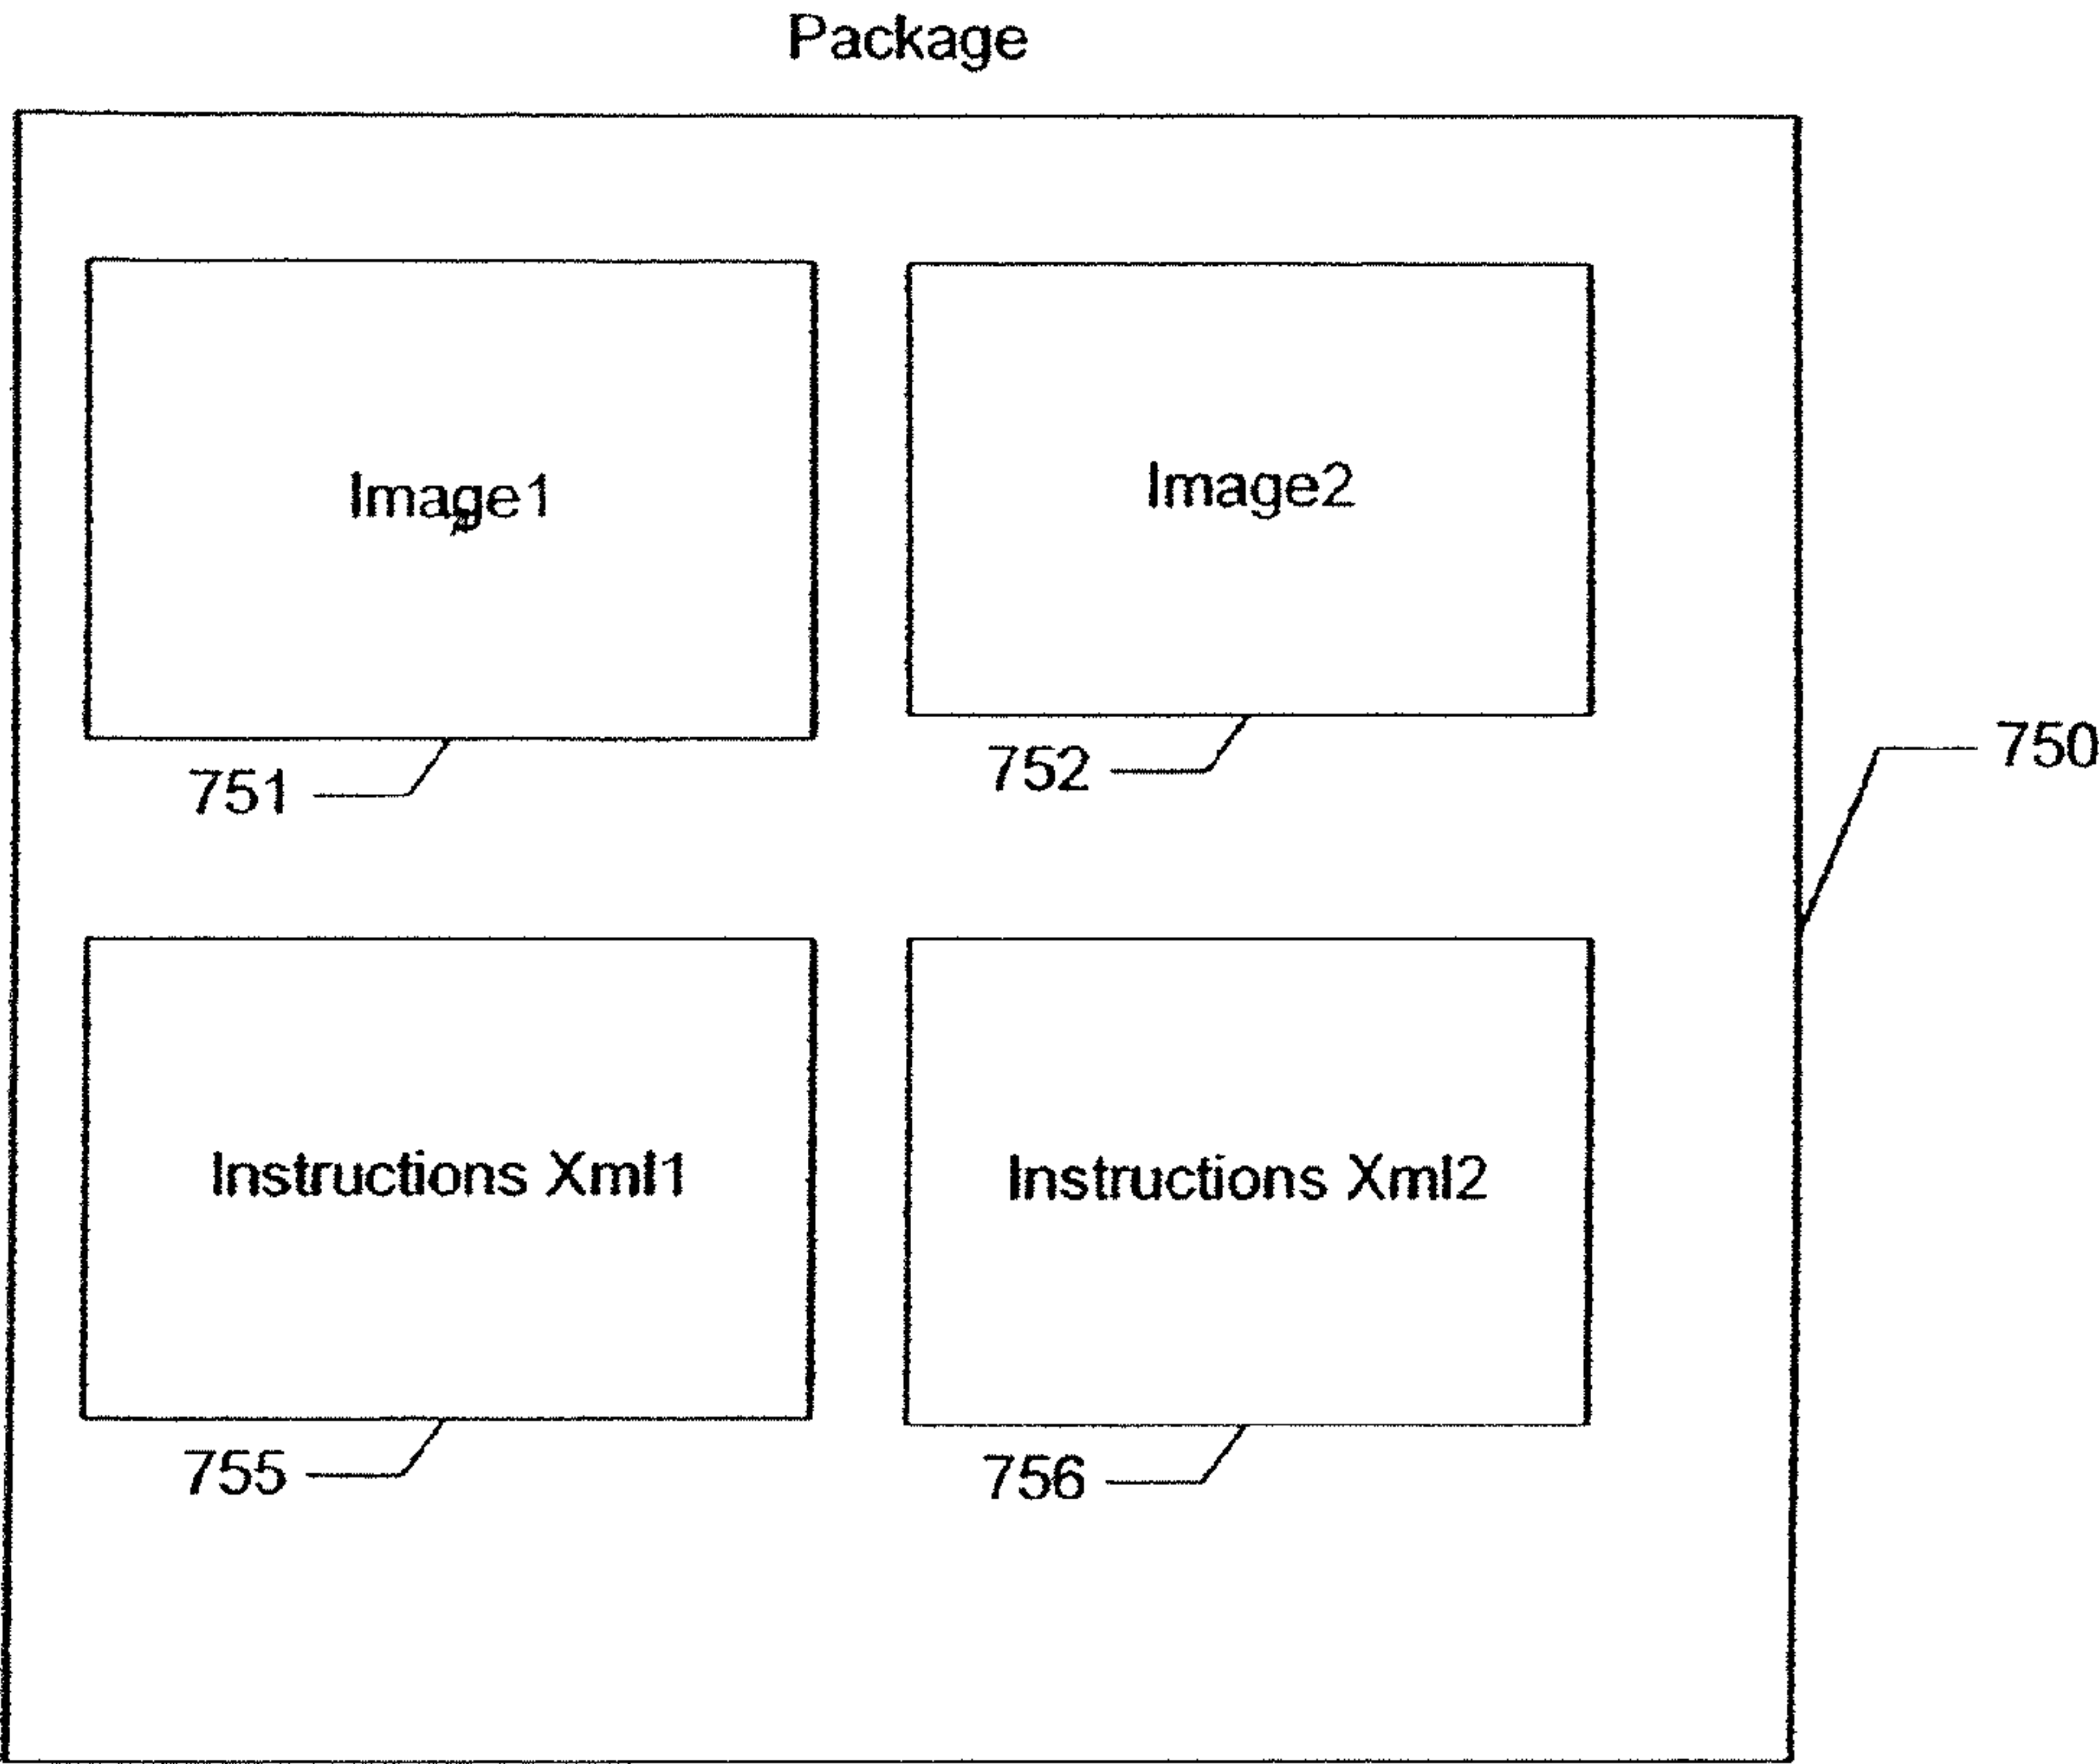 Package
Image1
Image2
751
752
750
Instructions Xml1
Instructions Xml2
755
756